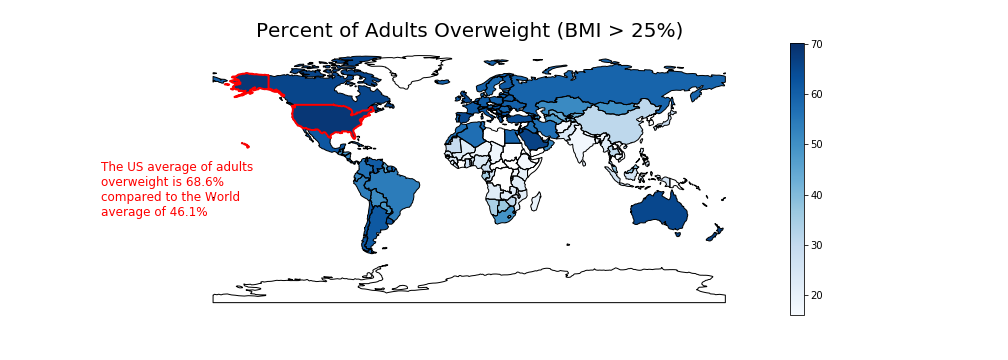 Percent of Adults Overweight (BMI > 25%)
The US average of adults
overweight is 68.6%
compared to the World
average of 46.1%
70
60
50
40
30
20